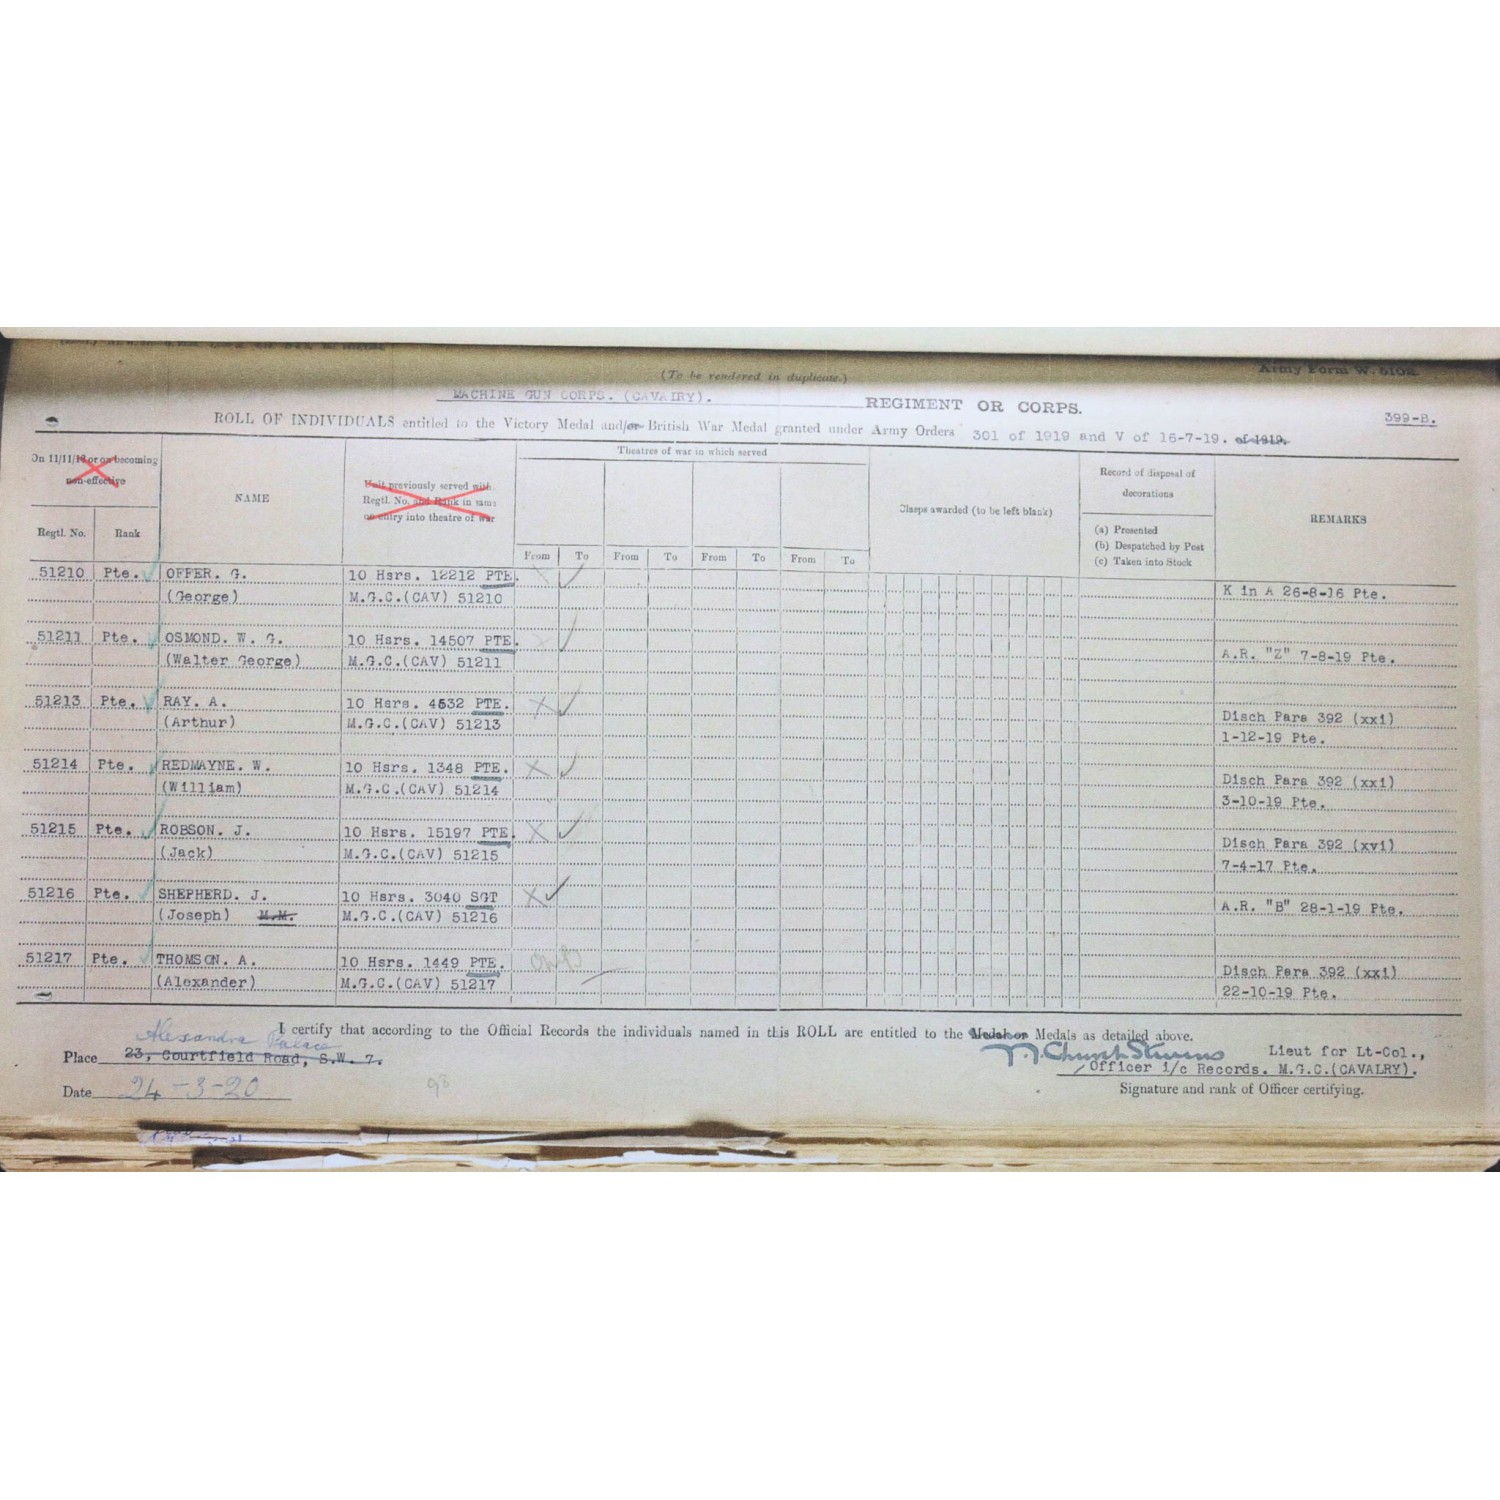 (To be rendered in duplicate.)
Army Form W. 5102.
MACHINE GUN CORPS. (CAVALRY). REGIMENT OR CORPS.
399-B.
ROLL OF INDIVIDUALS entitled to the Victory Medal and/or British War Medal granted under Army Orders 301 of 1919 and V of 16-7-19. of 1919.
On 11/11/18 or on becoming non-effective
Regtl. No.
Rank
NAME
Unit previously served with.
Regtl. No. and Rank in same
on entry into theatre of war
Theatres of war in which served
From To From To From To From To
Clasps awarded (to be left blank)
Record of disposal of
decorations
(a) Presented
(b) Despatched by Post
(c) Taken into Stock
REMARKS
51210 Pte. OFFER. G. 10 Hsrs. 12212 PTE.
(George) M.G.C.(CAV) 51210 K in A 26-8-16 Pte.
51211 Pte. OSMOND. W. G. 10 Hsrs. 14507 PTE.
(Walter George) M.G.C.(CAV) 51211 A.R. "Z" 7-8-19 Pte.
51213 Pte. RAY. A. 10 Hsrs. 4532 PTE.
(Arthur) M.G.C.(CAV) 51213 Disch Para 392 (xxi)
1-12-19 Pte.
51214 Pte. REDMAYNE. W. 10 Hsrs. 1348 PTE.
(William) M.G.C.(CAV) 51214 Disch Para 392 (xxi)
3-10-19 Pte.
51215 Pte. ROBSON. J. 10 Hsrs. 15197 PTE.
(Jack) M.G.C.(CAV) 51215 Disch Para 392 (xvi)
7-4-17 Pte.
51216 Pte. SHEPHERD. J. 10 Hsrs. 3040 SGT
(Joseph) M.M. M.G.C.(CAV) 51216 A.R. "B" 28-1-19 Pte.
51217 Pte. THOMSON. A. 10 Hsrs. 1449 PTE.
(Alexander) M.G.C.(CAV) 51217 Disch Para 392 (xxi)
22-10-19 Pte.
I certify that according to the Official Records the individuals named in this ROLL are entitled to the Medal or Medals as detailed above.
Alexandra Palace
Place 23, Courtfield Road, S.W. 7.
Lieut for Lt-Col.,
Officer i/c Records. M.G.C.(CAVALRY).
Date 24-3-20
98
Signature and rank of Officer certifying.